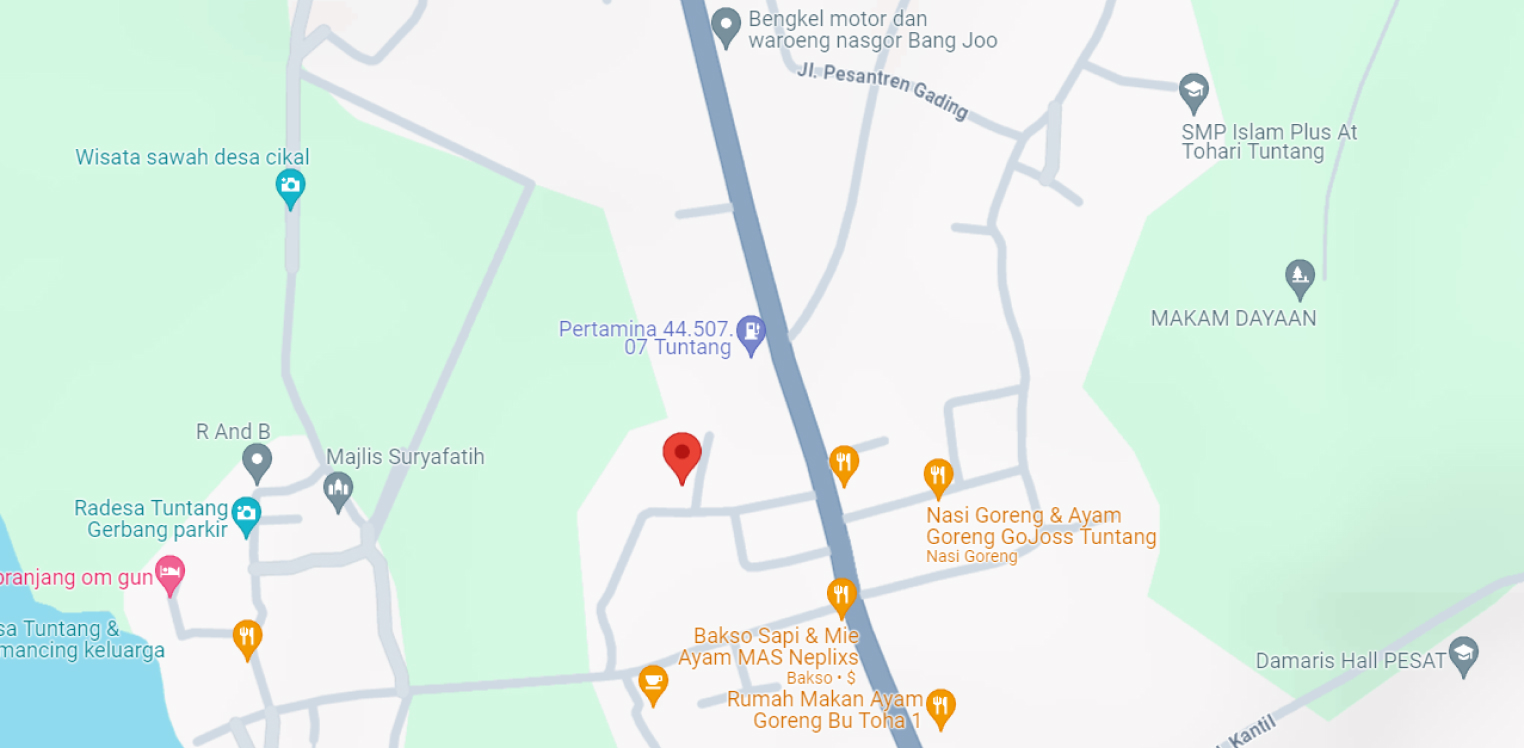 Bengkel motor dan
waroeng nasgor Bang Joo
Jl. Pesantren Gading
SMP Islam Plus At
Tohari Tuntang
Wisata sawah desa cikal
MAKAM DAYAAN
Pertamina 44.507.
07 Tuntang
R And B
Majlis Suryafatih
Radesa Tuntang
Gerbang parkir
Nasi Goreng & Ayam
Goreng GoJoss Tuntang
Nasi Goreng
oranjang om gun
sa Tuntang &
mancing keluarga
Bakso Sapi & Mie
Ayam MAS Neplixs
Bakso • $
Rumah Makan Ayam
Goreng Bu Toha 1
Damaris Hall PESAT
Kantil